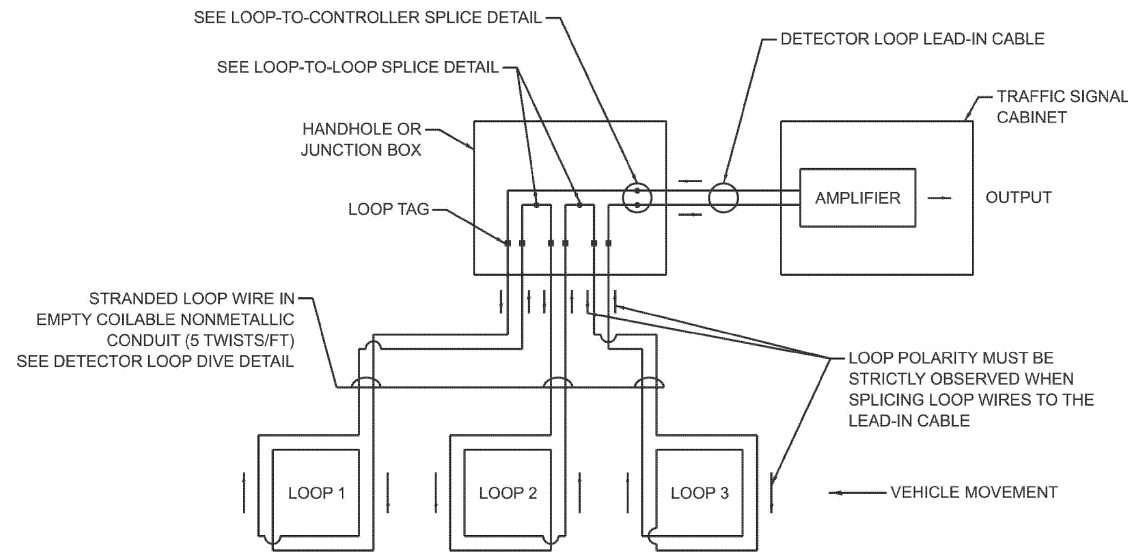 SEE LOOP-TO-CONTROLLER SPLICE DETAIL
DETECTOR LOOP LEAD-IN CABLE
SEE LOOP-TO-LOOP SPLICE DETAIL
TRAFFIC SIGNAL
CABINET
HANDHOLE OR
JUNCTION BOX
AMPLIFIER
OUTPUT
LOOP TAG
STRANDED LOOP WIRE IN
EMPTY COILABLE NONMETALLIC
CONDUIT (5 TWISTS/FT)
SEE DETECTOR LOOP DIVE DETAIL
LOOP POLARITY MUST BE
STRICTLY OBSERVED WHEN
SPLICING LOOP WIRES TO THE
LEAD-IN CABLE
LOOP 1
LOOP 2
LOOP 3
VEHICLE MOVEMENT